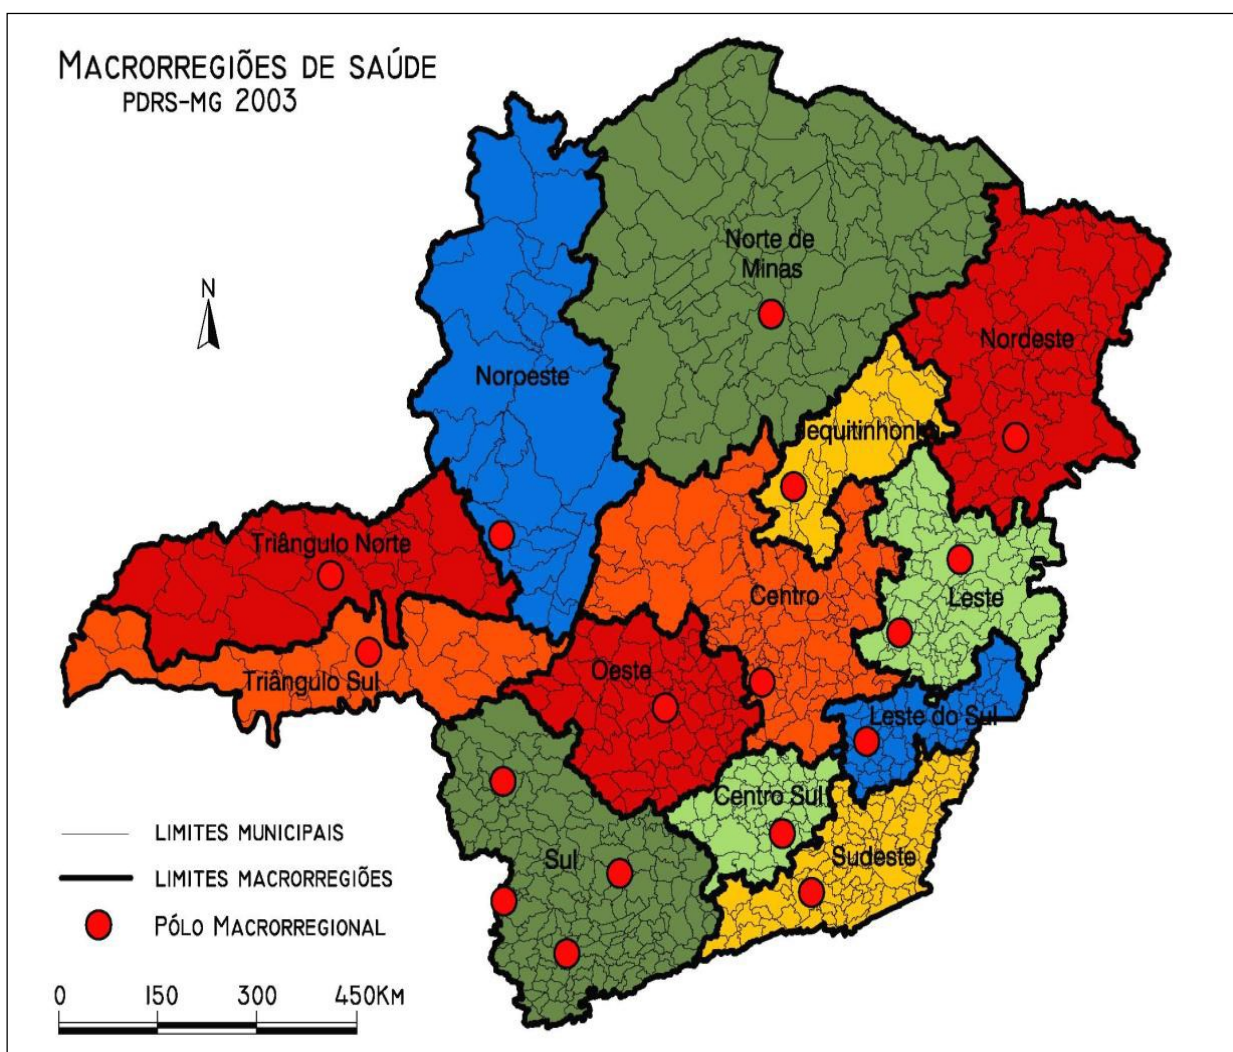 MACRORREGIÕES DE SAÚDE
PDRS-MG 2003
N
Norte de
Minas
Nordeste
Noroeste
Jequitinhonha
Triângulo Norte
Centro
Leste
Oeste
Triângulo Sul
Leste do Sul
Centro Sul
Sul
Sudeste
LIMITES MUNICIPAIS
LIMITES MACRORREGIÕES
PÓLO MACRORREGIONAL
0 150 300 450KM